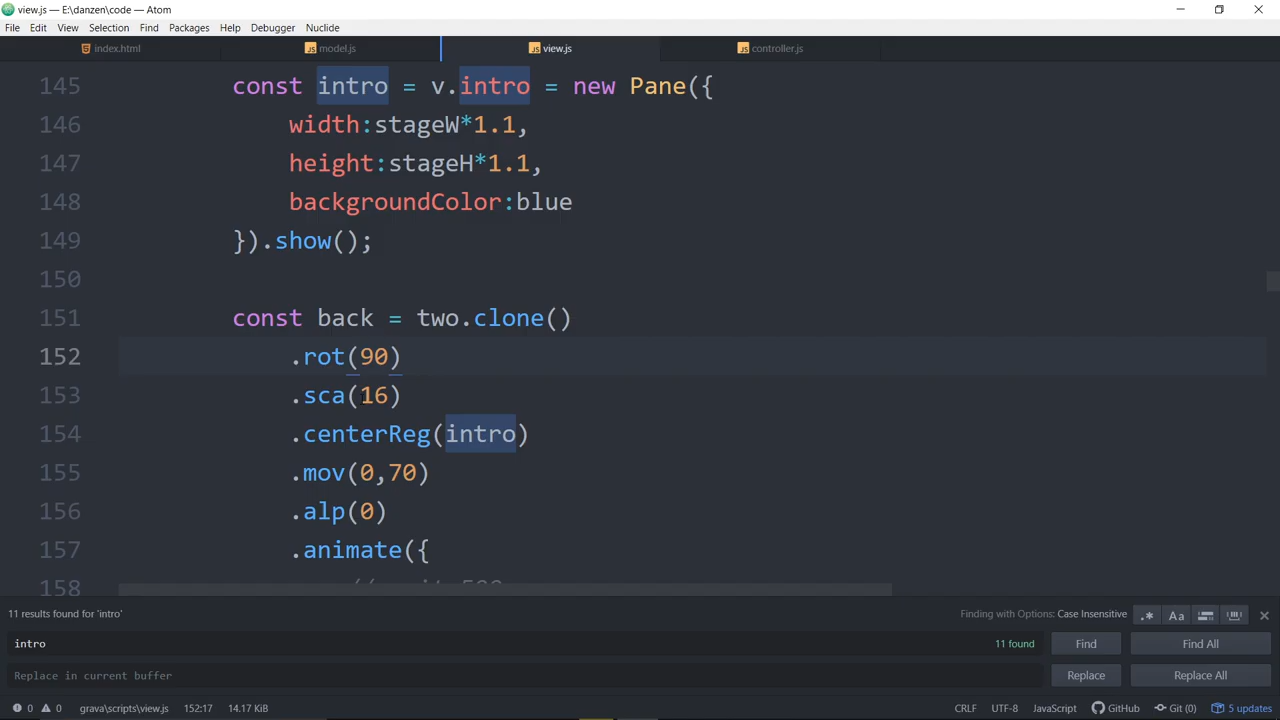 view.js — E:\danzen\code — Atom
File Edit View Selection Find Packages Help Debugger Nuclide
index.html model.js view.js controller.js
145 const intro = v.intro = new Pane({
146 width:stageW*1.1,
147 height:stageH*1.1,
148 backgroundColor:blue
149 }).show();
150
151 const back = two.clone()
152 .rot(90)
153 .sca(16)
154 .centerReg(intro)
155 .mov(0,70)
156 .alp(0)
157 .animate({
158
11 results found for 'intro' Finding with Options: Case Insensitive .* Aa
intro 11 found Find Find All
Replace in current buffer Replace Replace All
0 0 grava\scripts\view.js 152:17 14.17 KiB CRLF UTF-8 JavaScript GitHub Git (0) 5 updates